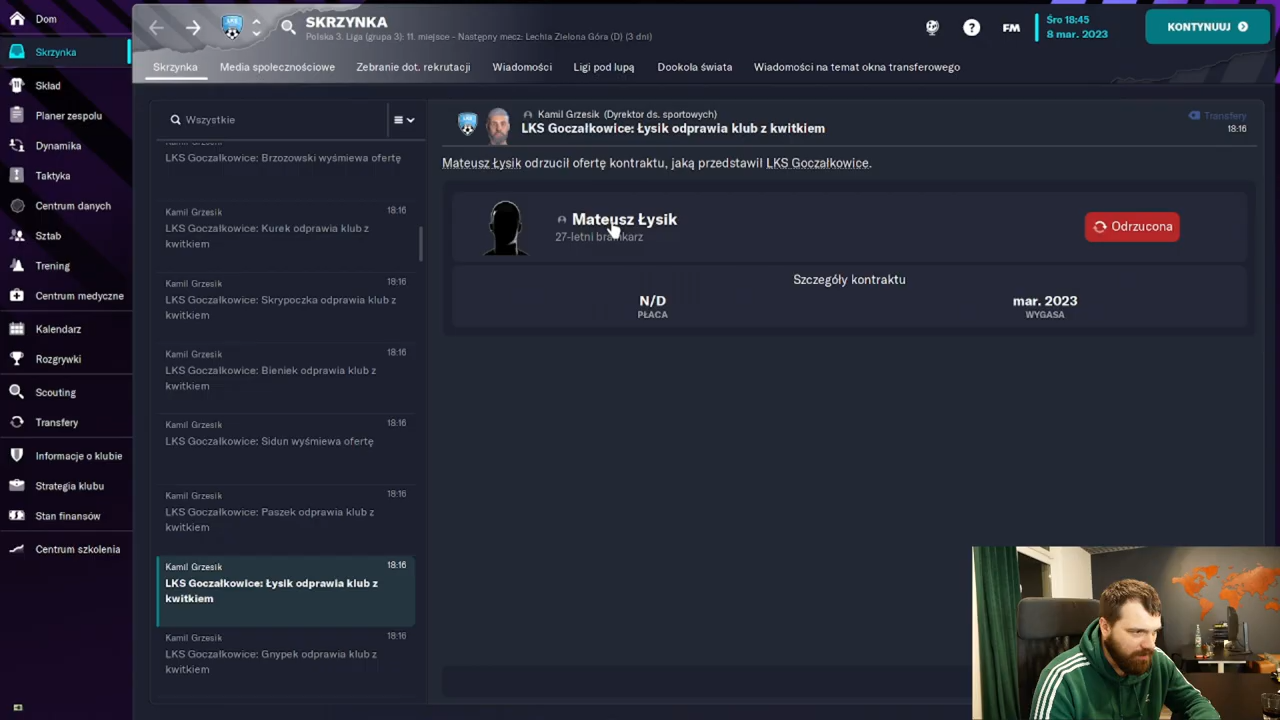 Dom
Skrzynka
Skład
Planer zespołu
Dynamika
Taktyka
Centrum danych
Sztab
Trening
Centrum medyczne
Kalendarz
Rozgrywki
Scouting
Transfery
Informacje o klubie
Strategia klubu
Stan finansów
Centrum szkolenia
SKRZYNKA
Polska 3. Liga (grupa 3): 11. miejsce - Następny mecz: Lechia Zielona Góra (D) (3 dni)
FM
Śro 18:45
8 mar. 2023
KONTYNUUJ
Skrzynka
Media społecznościowe
Zebranie dot. rekrutacji
Wiadomości
Ligi pod lupą
Dookoła świata
Wiadomości na temat okna transferowego
Wszystkie
LKS Goczałkowice: Brzozowski wyśmiewa ofertę
Kamil Grzesik 18:16
LKS Goczałkowice: Kurek odprawia klub z
kwitkiem
Kamil Grzesik 18:16
LKS Goczałkowice: Skrypoczka odprawia klub z
kwitkiem
Kamil Grzesik 18:16
LKS Goczałkowice: Bieniek odprawia klub z
kwitkiem
Kamil Grzesik 18:16
LKS Goczałkowice: Sidun wyśmiewa ofertę
Kamil Grzesik 18:16
LKS Goczałkowice: Paszek odprawia klub z
kwitkiem
Kamil Grzesik 18:16
LKS Goczałkowice: Łysik odprawia klub z
kwitkiem
Kamil Grzesik 18:16
LKS Goczałkowice: Gnypek odprawia klub z
kwitkiem
Kamil Grzesik (Dyrektor ds. sportowych)
LKS Goczałkowice: Łysik odprawia klub z kwitkiem
Transfery
18:16
Mateusz Łysik odrzucił ofertę kontraktu, jaką przedstawił LKS Goczałkowice.
Mateusz Łysik
27-letni bramkarz
Odrzucona
Szczegóły kontraktu
N/D
PŁACA
mar. 2023
WYGASA